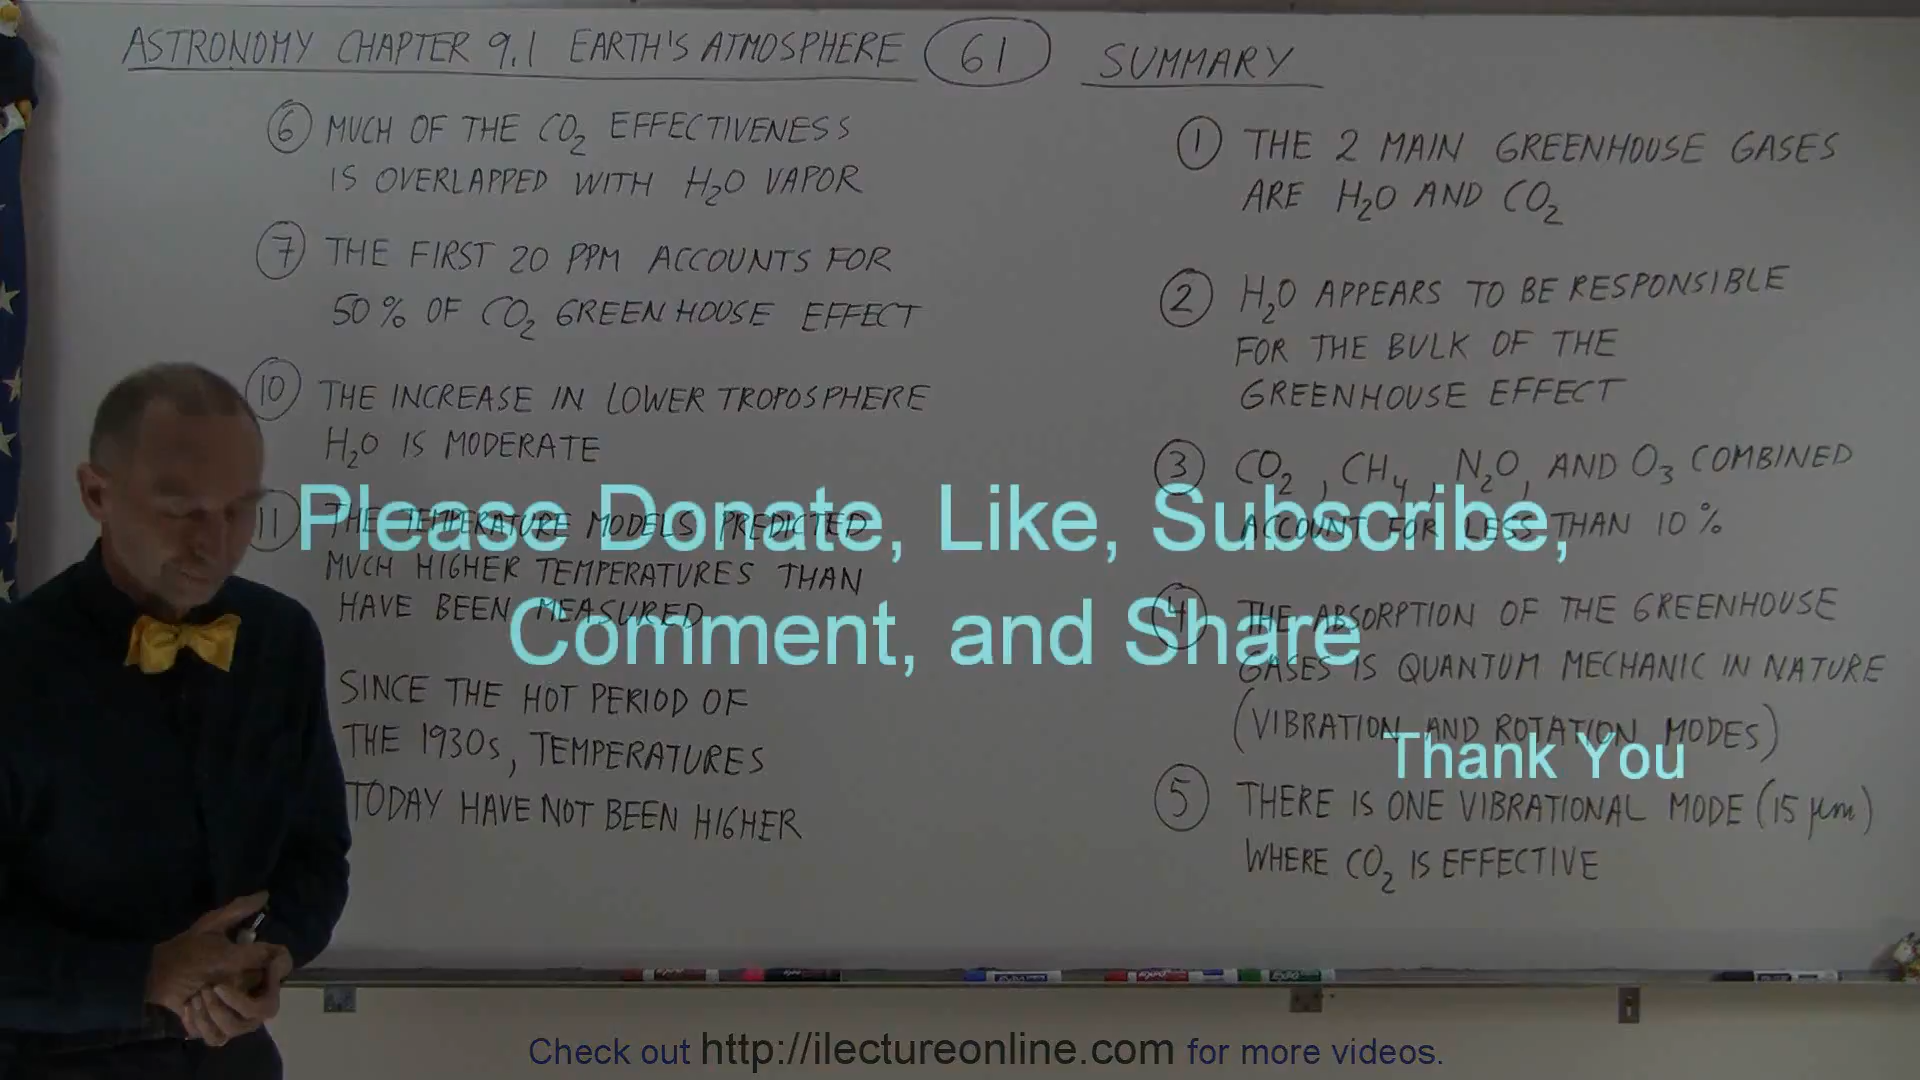 ASTRONOMY CHAPTER 9.1 EARTH'S ATMOSPHERE 61 SUMMARY
6 MUCH OF THE CO₂ EFFECTIVENESS
IS OVERLAPPED WITH H₂O VAPOR
7 THE FIRST 20 PPM ACCOUNTS FOR
50% OF CO₂ GREENHOUSE EFFECT
10 THE INCREASE IN LOWER TROPOSPHERE
H₂O IS MODERATE
11 THE TEMPERATURE MODELS PREDICTED
MUCH HIGHER TEMPERATURES THAN
HAVE BEEN MEASURED
SINCE THE HOT PERIOD OF
THE 1930s, TEMPERATURES
TODAY HAVE NOT BEEN HIGHER
1 THE 2 MAIN GREENHOUSE GASES
ARE H₂O AND CO₂
2 H₂O APPEARS TO BE RESPONSIBLE
FOR THE BULK OF THE
GREENHOUSE EFFECT
3 CO₂, CH₄, N₂O, AND O₃ COMBINED
ACCOUNT FOR LESS THAN 10%
4 THE ABSORPTION OF THE GREENHOUSE
GASES IS QUANTUM MECHANIC IN NATURE
(VIBRATION AND ROTATION MODES)
5 THERE IS ONE VIBRATIONAL MODE (15 μm)
WHERE CO₂ IS EFFECTIVE
Please Donate, Like, Subscribe,
Comment, and Share
Thank You
Check out http://ilectureonline.com for more videos.